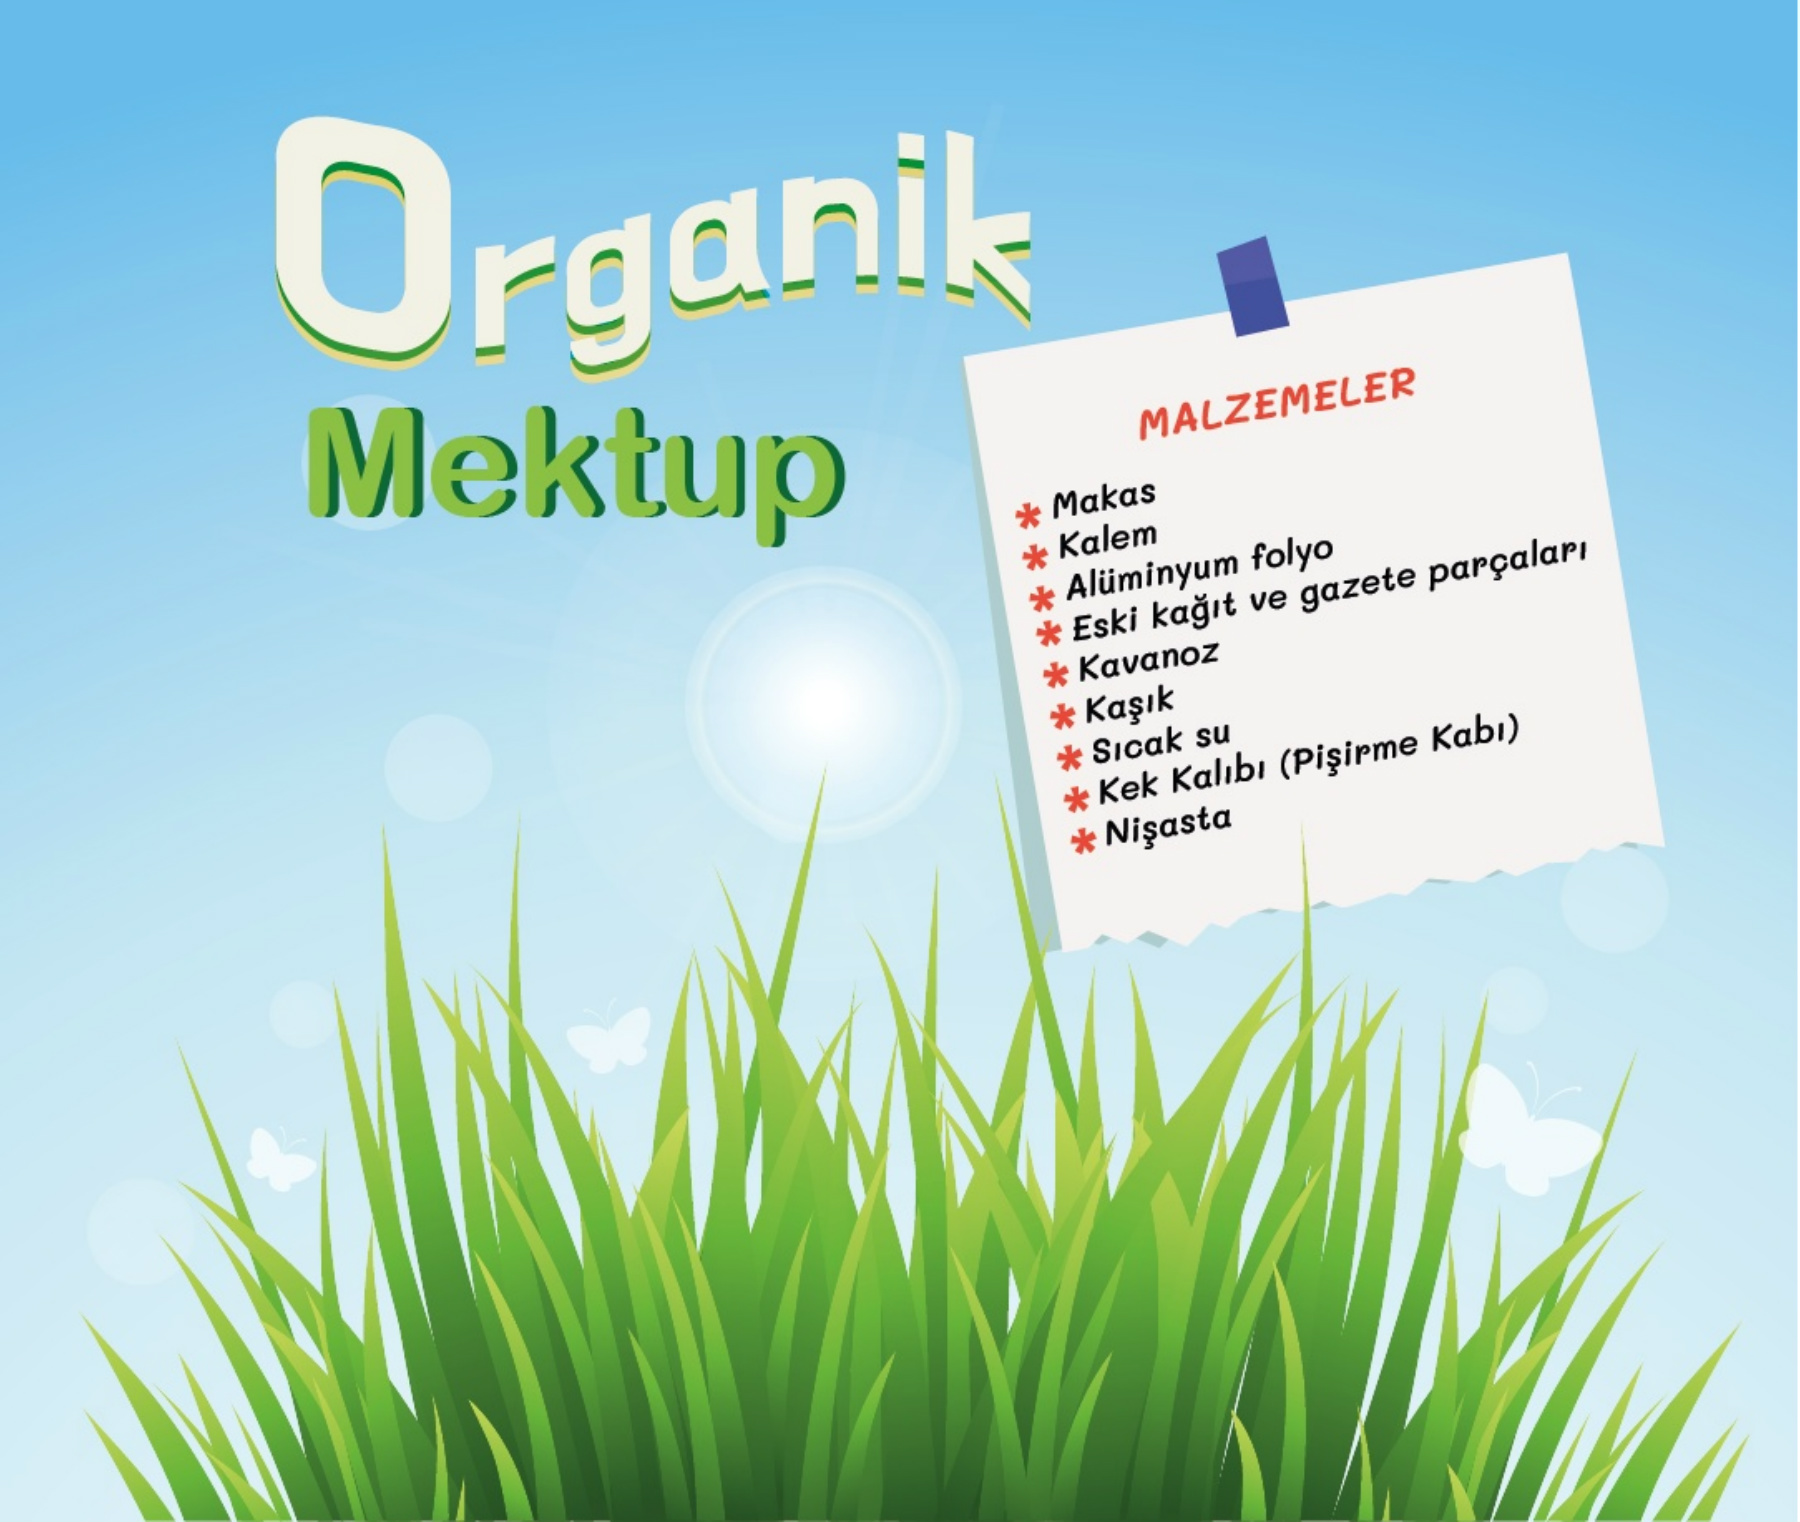 Organik
Mektup
MALZEMELER
* Makas
* Kalem
* Alüminyum folyo
* Eski kağıt ve gazete parçaları
* Kavanoz
* Kaşık
* Sıcak su
* Kek Kalıbı (Pişirme Kabı)
* Nişasta